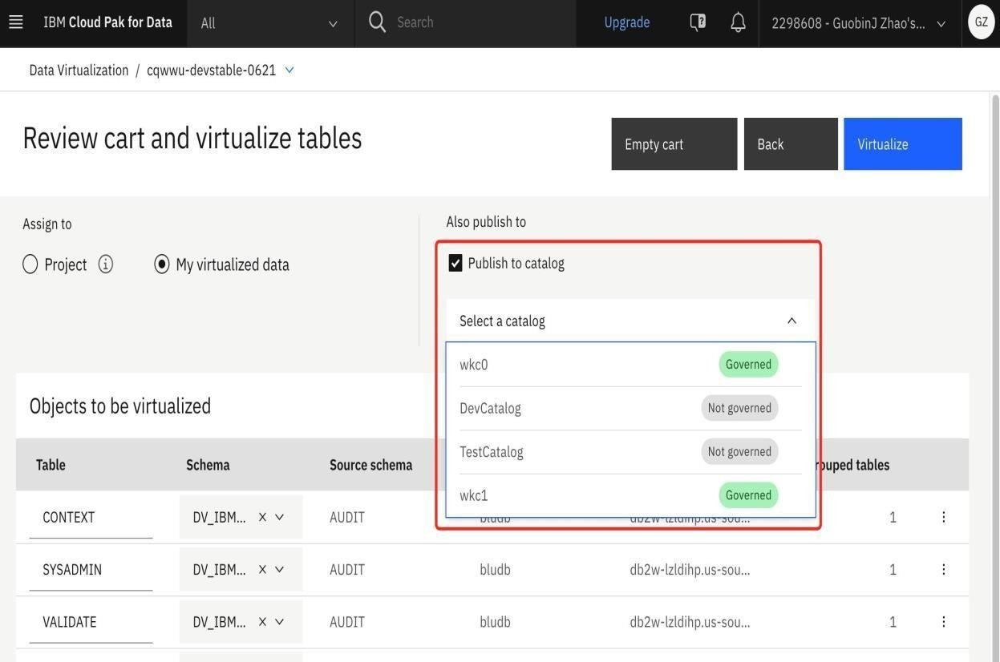 IBM Cloud Pak for Data All Search Upgrade 2298608 - GuobinJ Zhao's... GZ
Data Virtualization / cqwwu-devstable-0621
Review cart and virtualize tables
Empty cart Back Virtualize
Assign to
Project My virtualized data
Also publish to
Publish to catalog
Select a catalog
wkc0 Governed
DevCatalog Not governed
TestCatalog Not governed
wkc1 Governed
Objects to be virtualized
Table Schema Source schema rouped tables
CONTEXT DV_IBM... AUDIT bludb db2w-lzldihp.us-sou... 1
SYSADMIN DV_IBM... AUDIT bludb db2w-lzldihp.us-sou... 1
VALIDATE DV_IBM... AUDIT bludb db2w-lzldihp.us-sou... 1